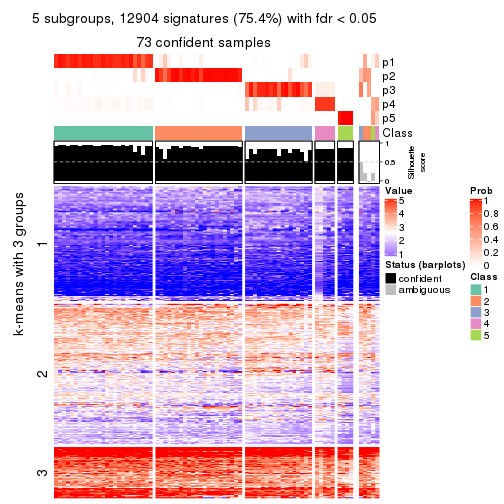 5 subgroups, 12904 signatures (75.4%) with fdr < 0.05
73 confident samples
p1
p2
p3
p4
p5
Class
1
0.5
0
Silhouette
score
k-means with 3 groups
1
2
3
Value
5
4
3
2
1
Status (barplots)
confident
ambiguous
Prob
1
0.8
0.6
0.4
0.2
0
Class
1
2
3
4
5